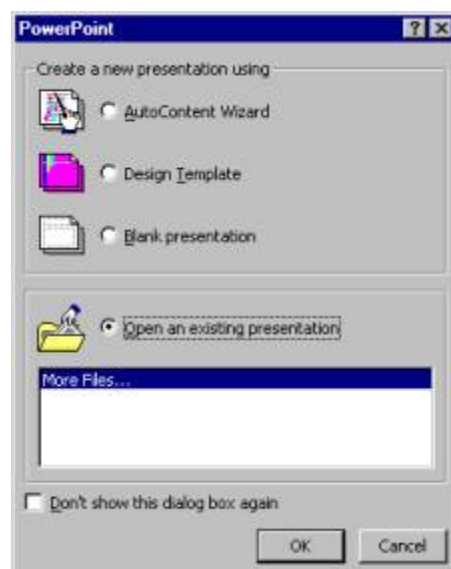 PowerPoint
Create a new presentation using
AutoContent Wizard
Design Template
Blank presentation
Open an existing presentation
More Files...
Don't show this dialog box again
OK Cancel